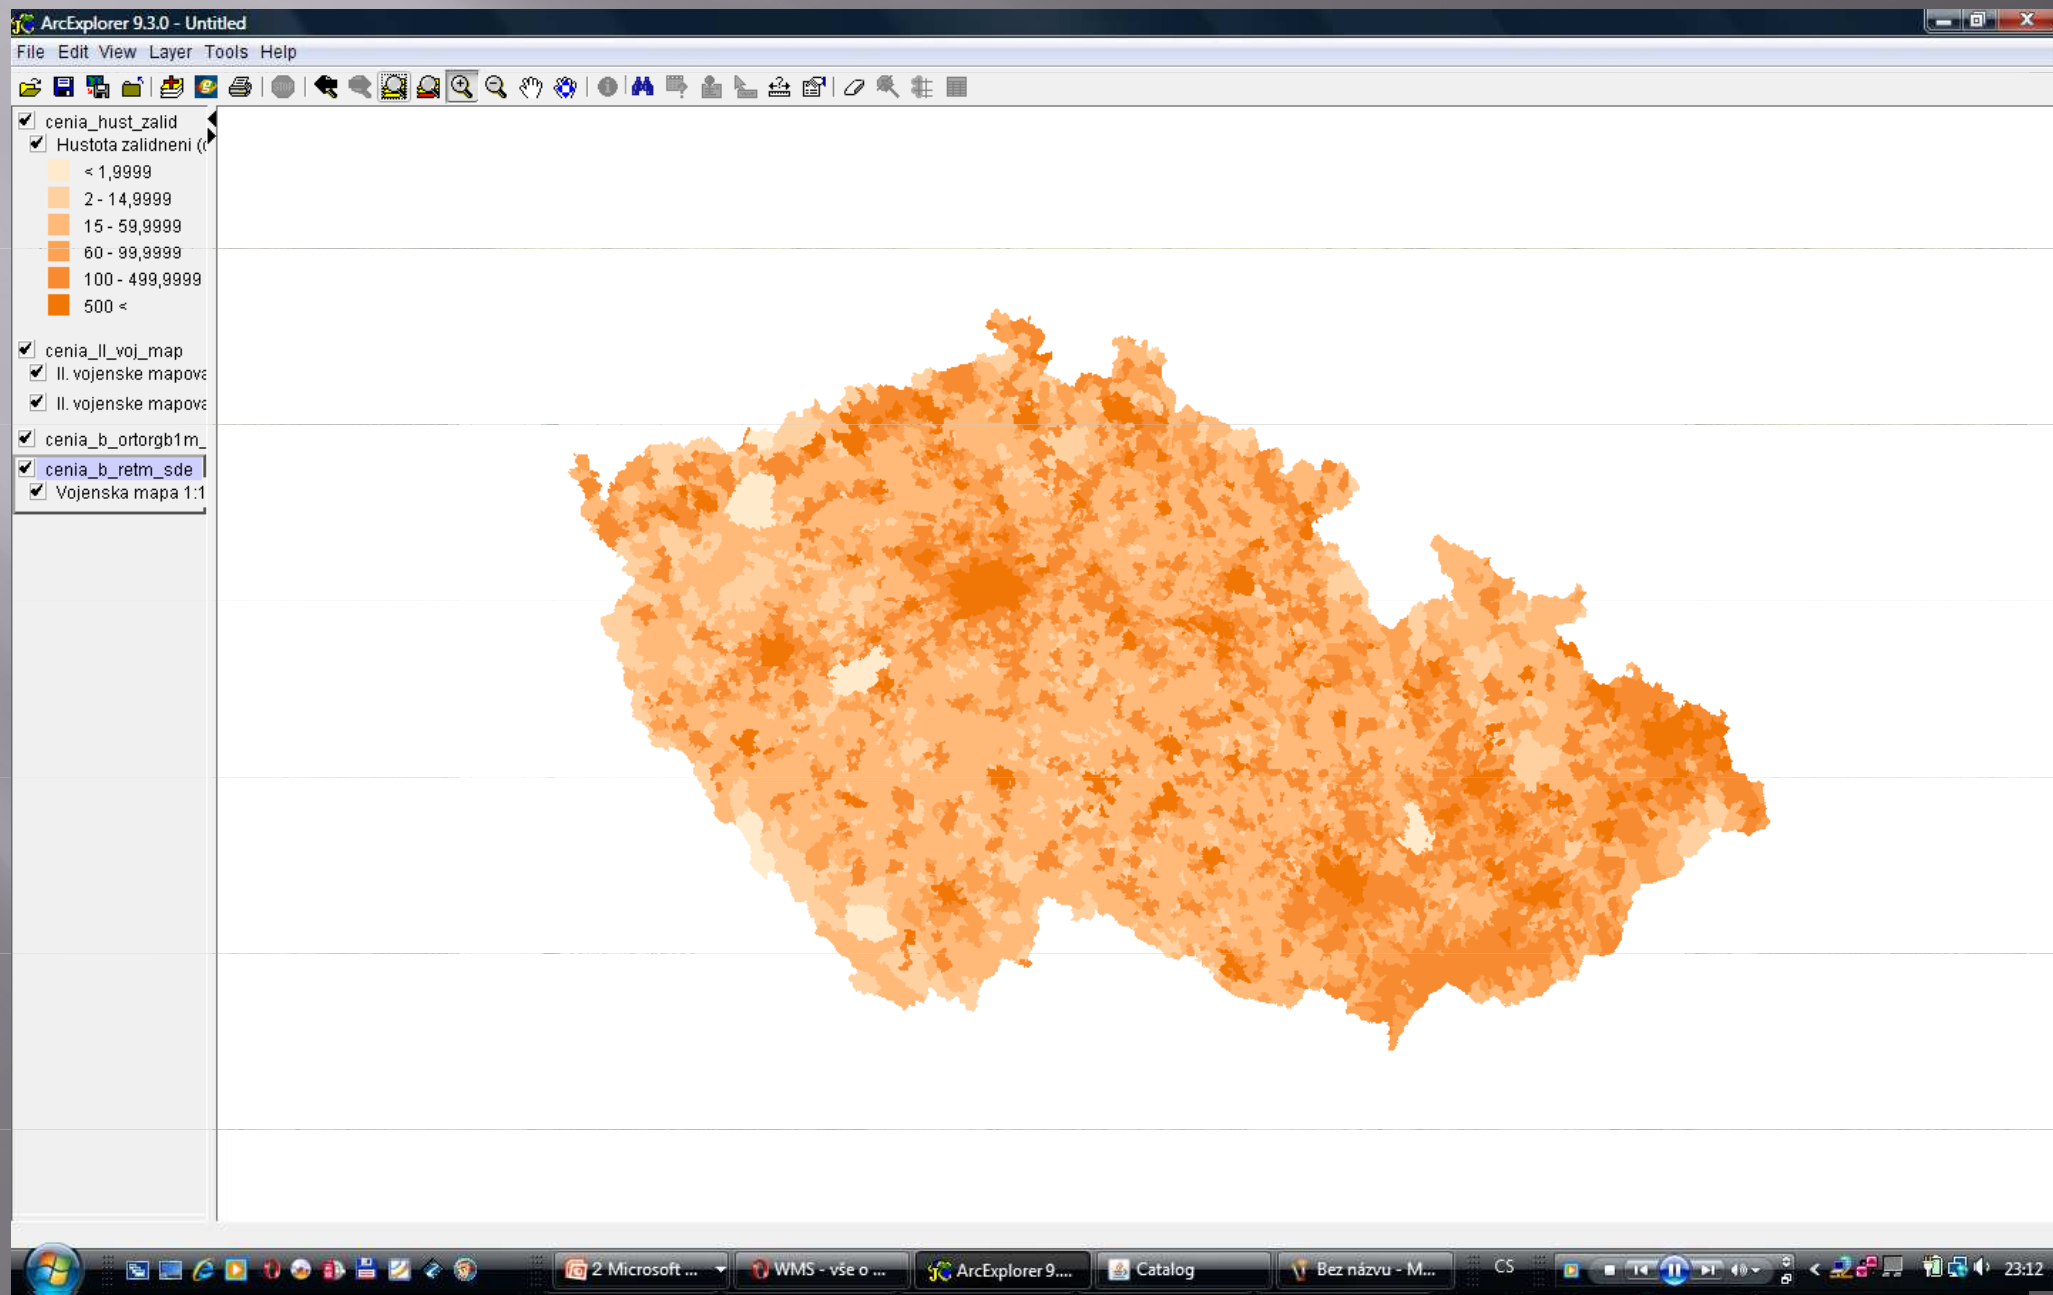 ArcExplorer 9.3.0 - Untitled
File Edit View Layer Tools Help
cenia_hust_zalid
Hustota zalidneni (
< 1,9999
2 - 14,9999
15 - 59,9999
60 - 99,9999
100 - 499,9999
500 <
cenia_II_voj_map
II. vojenske mapova
II. vojenske mapova
cenia_b_ortorgb1m_
cenia_b_retm_sde
Vojenska mapa 1:1
2 Microsoft ...
WMS - vše o ...
ArcExplorer 9....
Catalog
Bez názvu - M...
CS
23:12